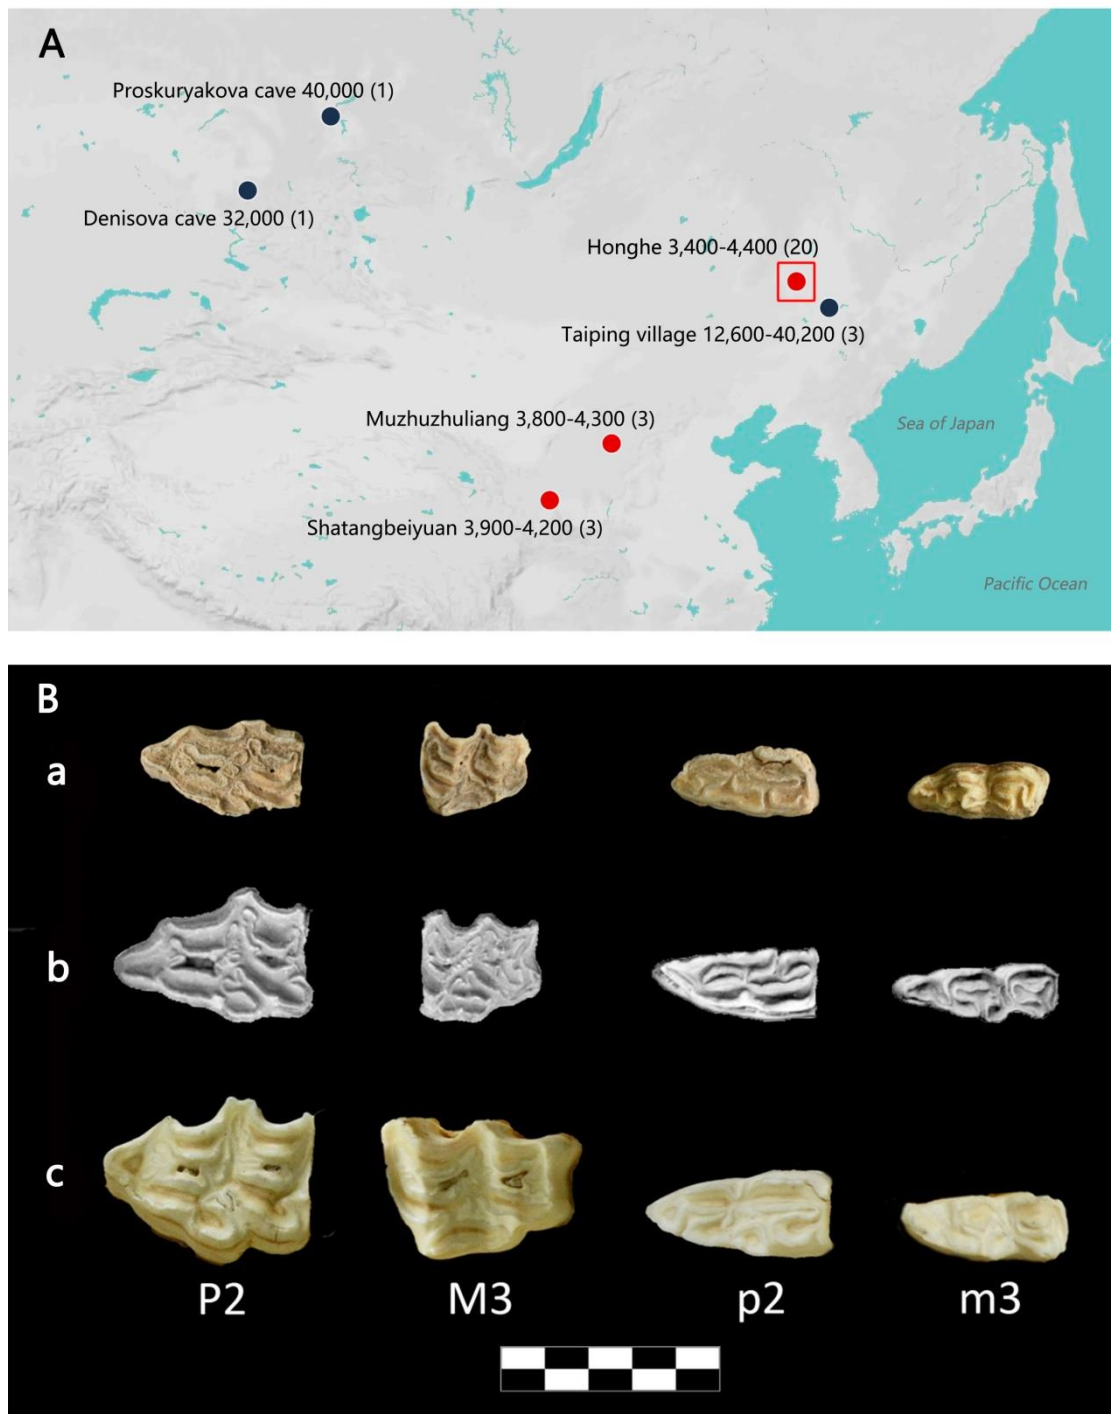 A
Proskuryakova cave 40,000 (1)
Denisova cave 32,000 (1)
Honghe 3,400-4,400 (20)
Taiping village 12,600-40,200 (3)
Muzhuzhuliang 3,800-4,300 (3)
Sea of Japan
Shatangbeiyuan 3,900-4,200 (3)
Pacific Ocean
B
a
b
c
P2 M3 p2 m3